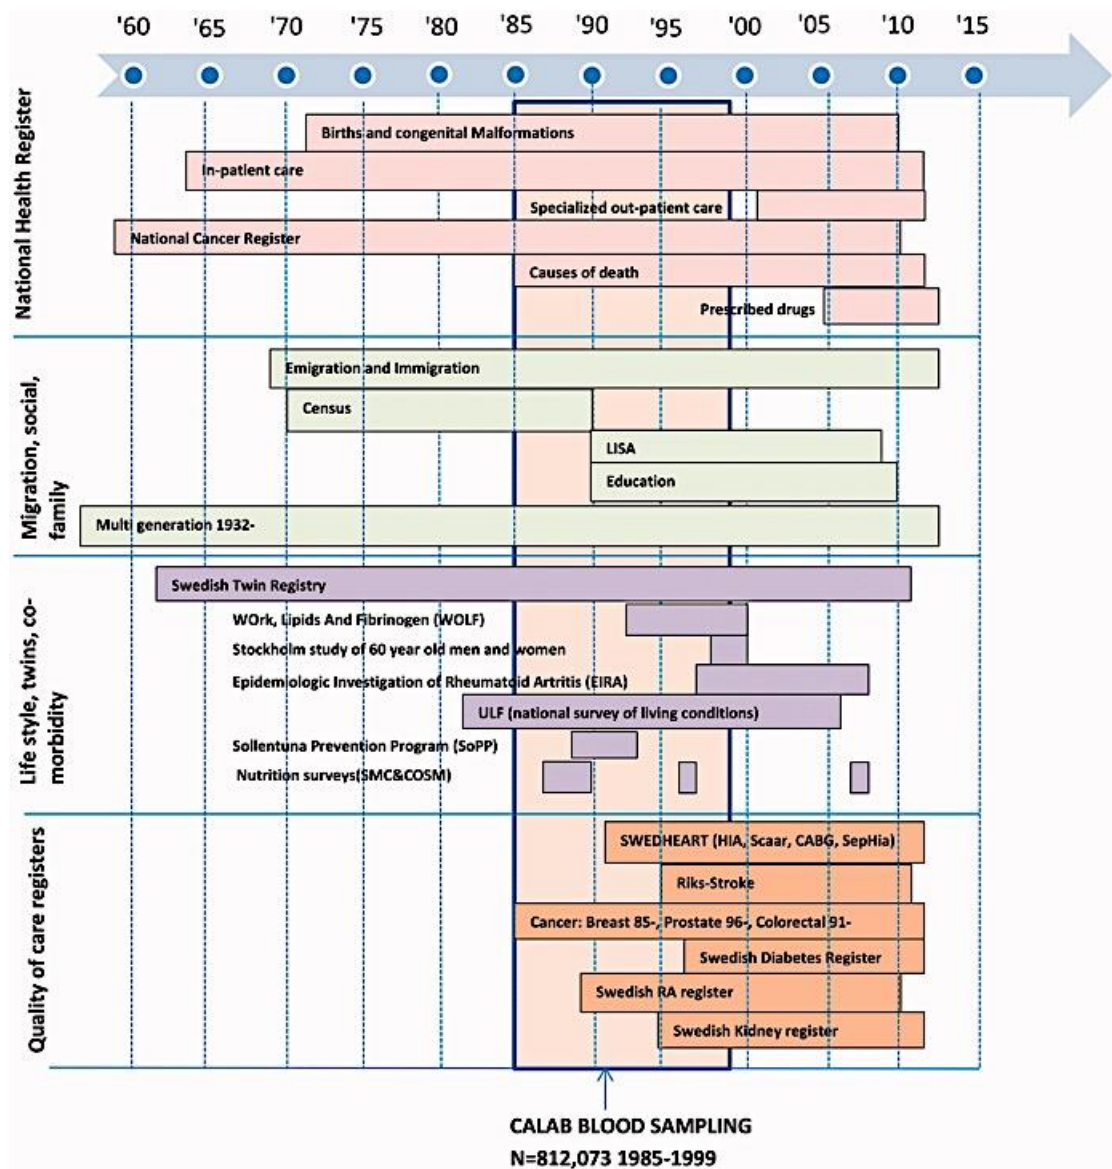 '60 '65 '70 '75 '80 '85 '90 '95 '00 '05 '10 '15
National Health Register
Births and congenital Malformations
In-patient care
Specialized out-patient care
National Cancer Register
Causes of death
Prescribed drugs
Migration, social,
family
Emigration and Immigration
Census
LISA
Education
Multi generation 1932-
Life style, twins, co-
morbidity
Swedish Twin Registry
WOrk, Lipids And Fibrinogen (WOLF)
Stockholm study of 60 year old men and women
Epidemiologic Investigation of Rheumatoid Artritis (EIRA)
ULF (national survey of living conditions)
Sollentuna Prevention Program (SoPP)
Nutrition surveys(SMC&COSM)
Quality of care registers
SWEDHEART (HIA, Scaar, CABG, SepHia)
Riks-Stroke
Cancer: Breast 85-, Prostate 96-, Colorectal 91-
Swedish Diabetes Register
Swedish RA register
Swedish Kidney register
CALAB BLOOD SAMPLING
N=812,073 1985-1999